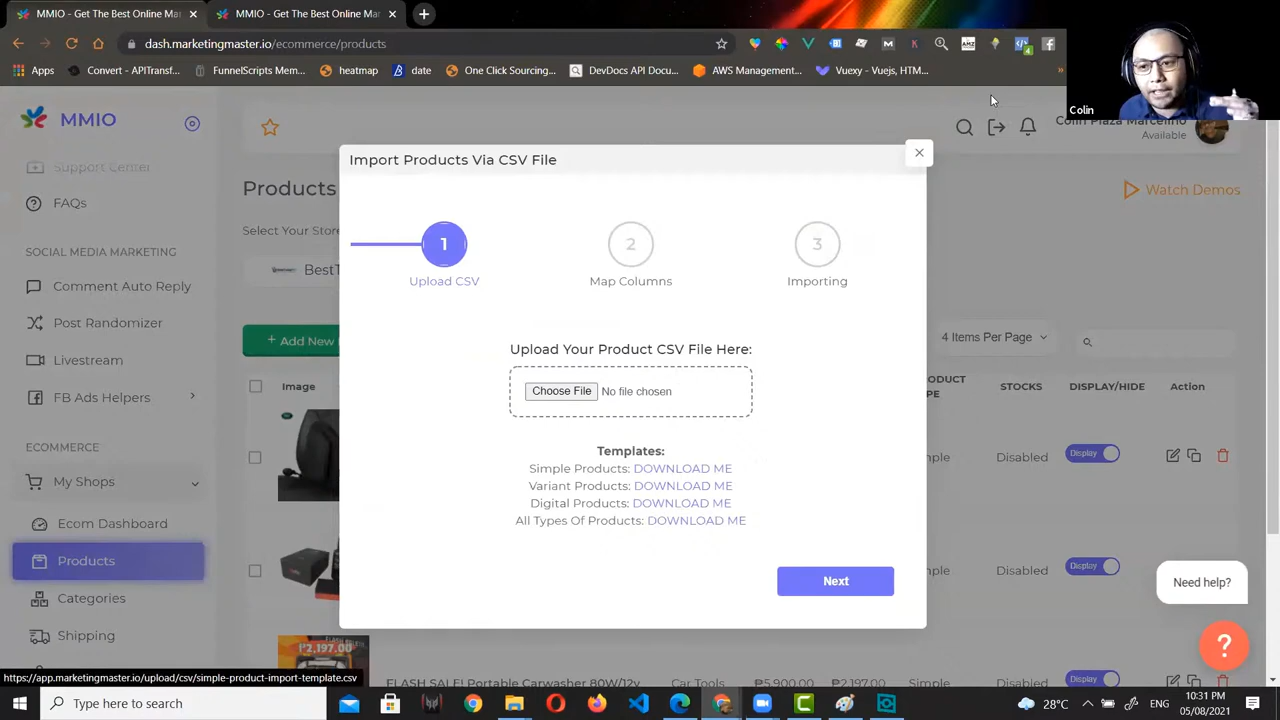 MMIO - Get The Best Online Mar
MMIO - Get The Best Online Mar
dash.marketingmaster.io/ecommerce/products
Apps
Convert - APITransf...
FunnelScripts Mem...
heatmap
date
One Click Sourcing...
DevDocs API Docu...
AWS Management...
Vuexy - Vuejs, HTM...
»
Colin
MMIO
Colin Plaza Marcelino
Available
Support Center
FAQs
SOCIAL MEDIA MARKETING
Comment Auto Reply
Post Randomizer
Livestream
FB Ads Helpers
ECOMMERCE
My Shops
Ecom Dashboard
Products
Categories
Shipping
Products
Watch Demos
Select Your Store
BestT
+ Add New
4 Items Per Page
Image
STOCKS
DISPLAY/HIDE
Action
Disabled
Display
Disabled
Display
₱2,197.00
FLASH SALE! Portable Carwasher 80W/12v
Car Tools
₱5,900.00
₱2,197.00
Simple
Disabled
Display
Import Products Via CSV File
1
2
3
Upload CSV
Map Columns
Importing
Upload Your Product CSV File Here:
Choose File
No file chosen
Templates:
Simple Products: DOWNLOAD ME
Variant Products: DOWNLOAD ME
Digital Products: DOWNLOAD ME
All Types Of Products: DOWNLOAD ME
Next
Need help?
?
https://app.marketingmaster.io/upload/csv/simple-product-import-template.csv
Type here to search
28°C
ENG
10:31 PM
05/08/2021